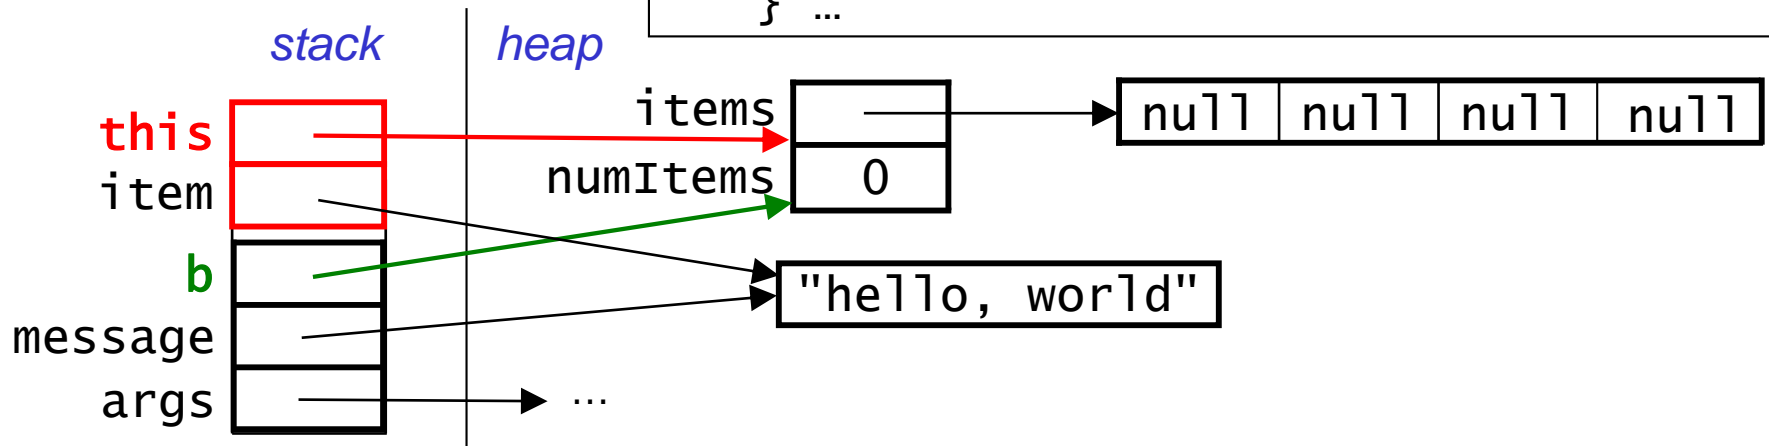 } …
stack heap
this
item
b
message
args
items
numItems 0
null null null null
"hello, world"
…